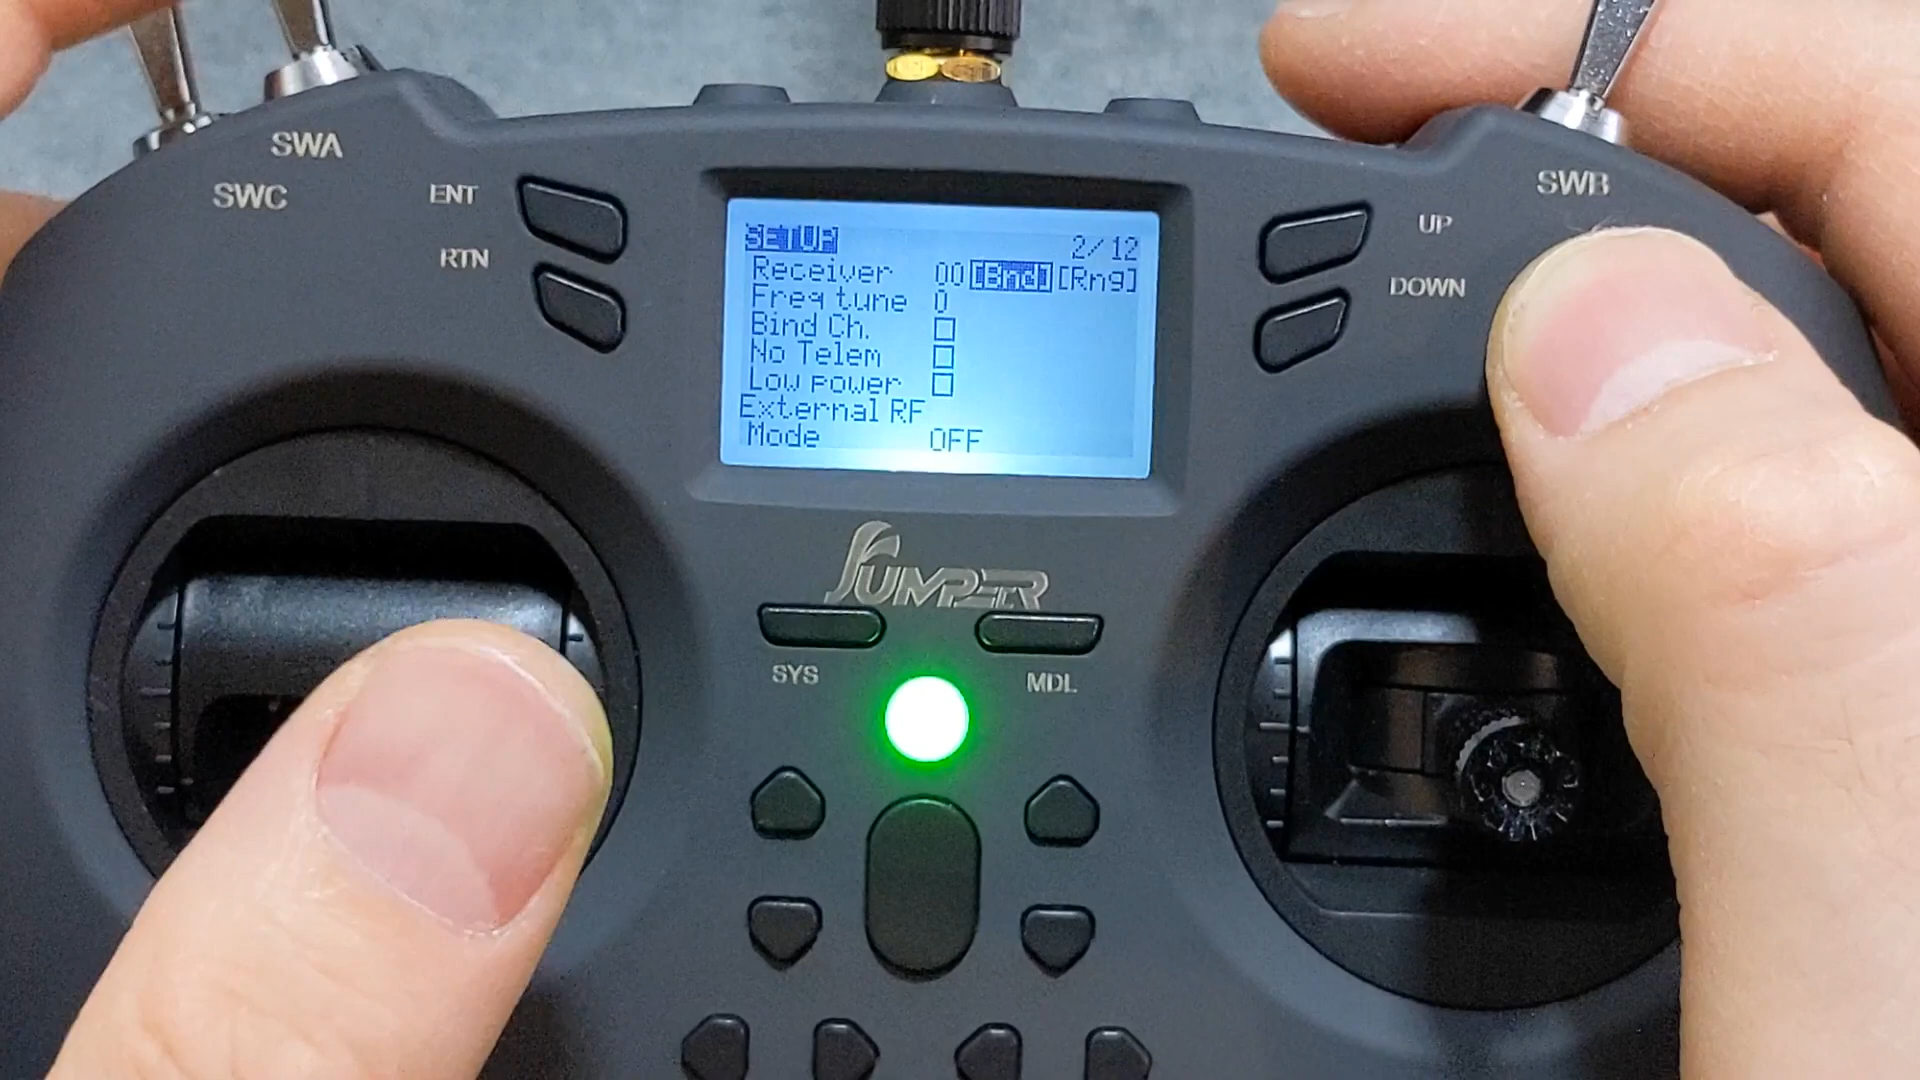 SWA
SWC
ENT
RTN
SWB
UP
DOWN
SETUP 2/12
Receiver 00 [Bnd] [Rng]
Freq tune 0
Bind Ch.
No Telem
Low power
External RF
Mode OFF
JUMPER
SYS
MDL